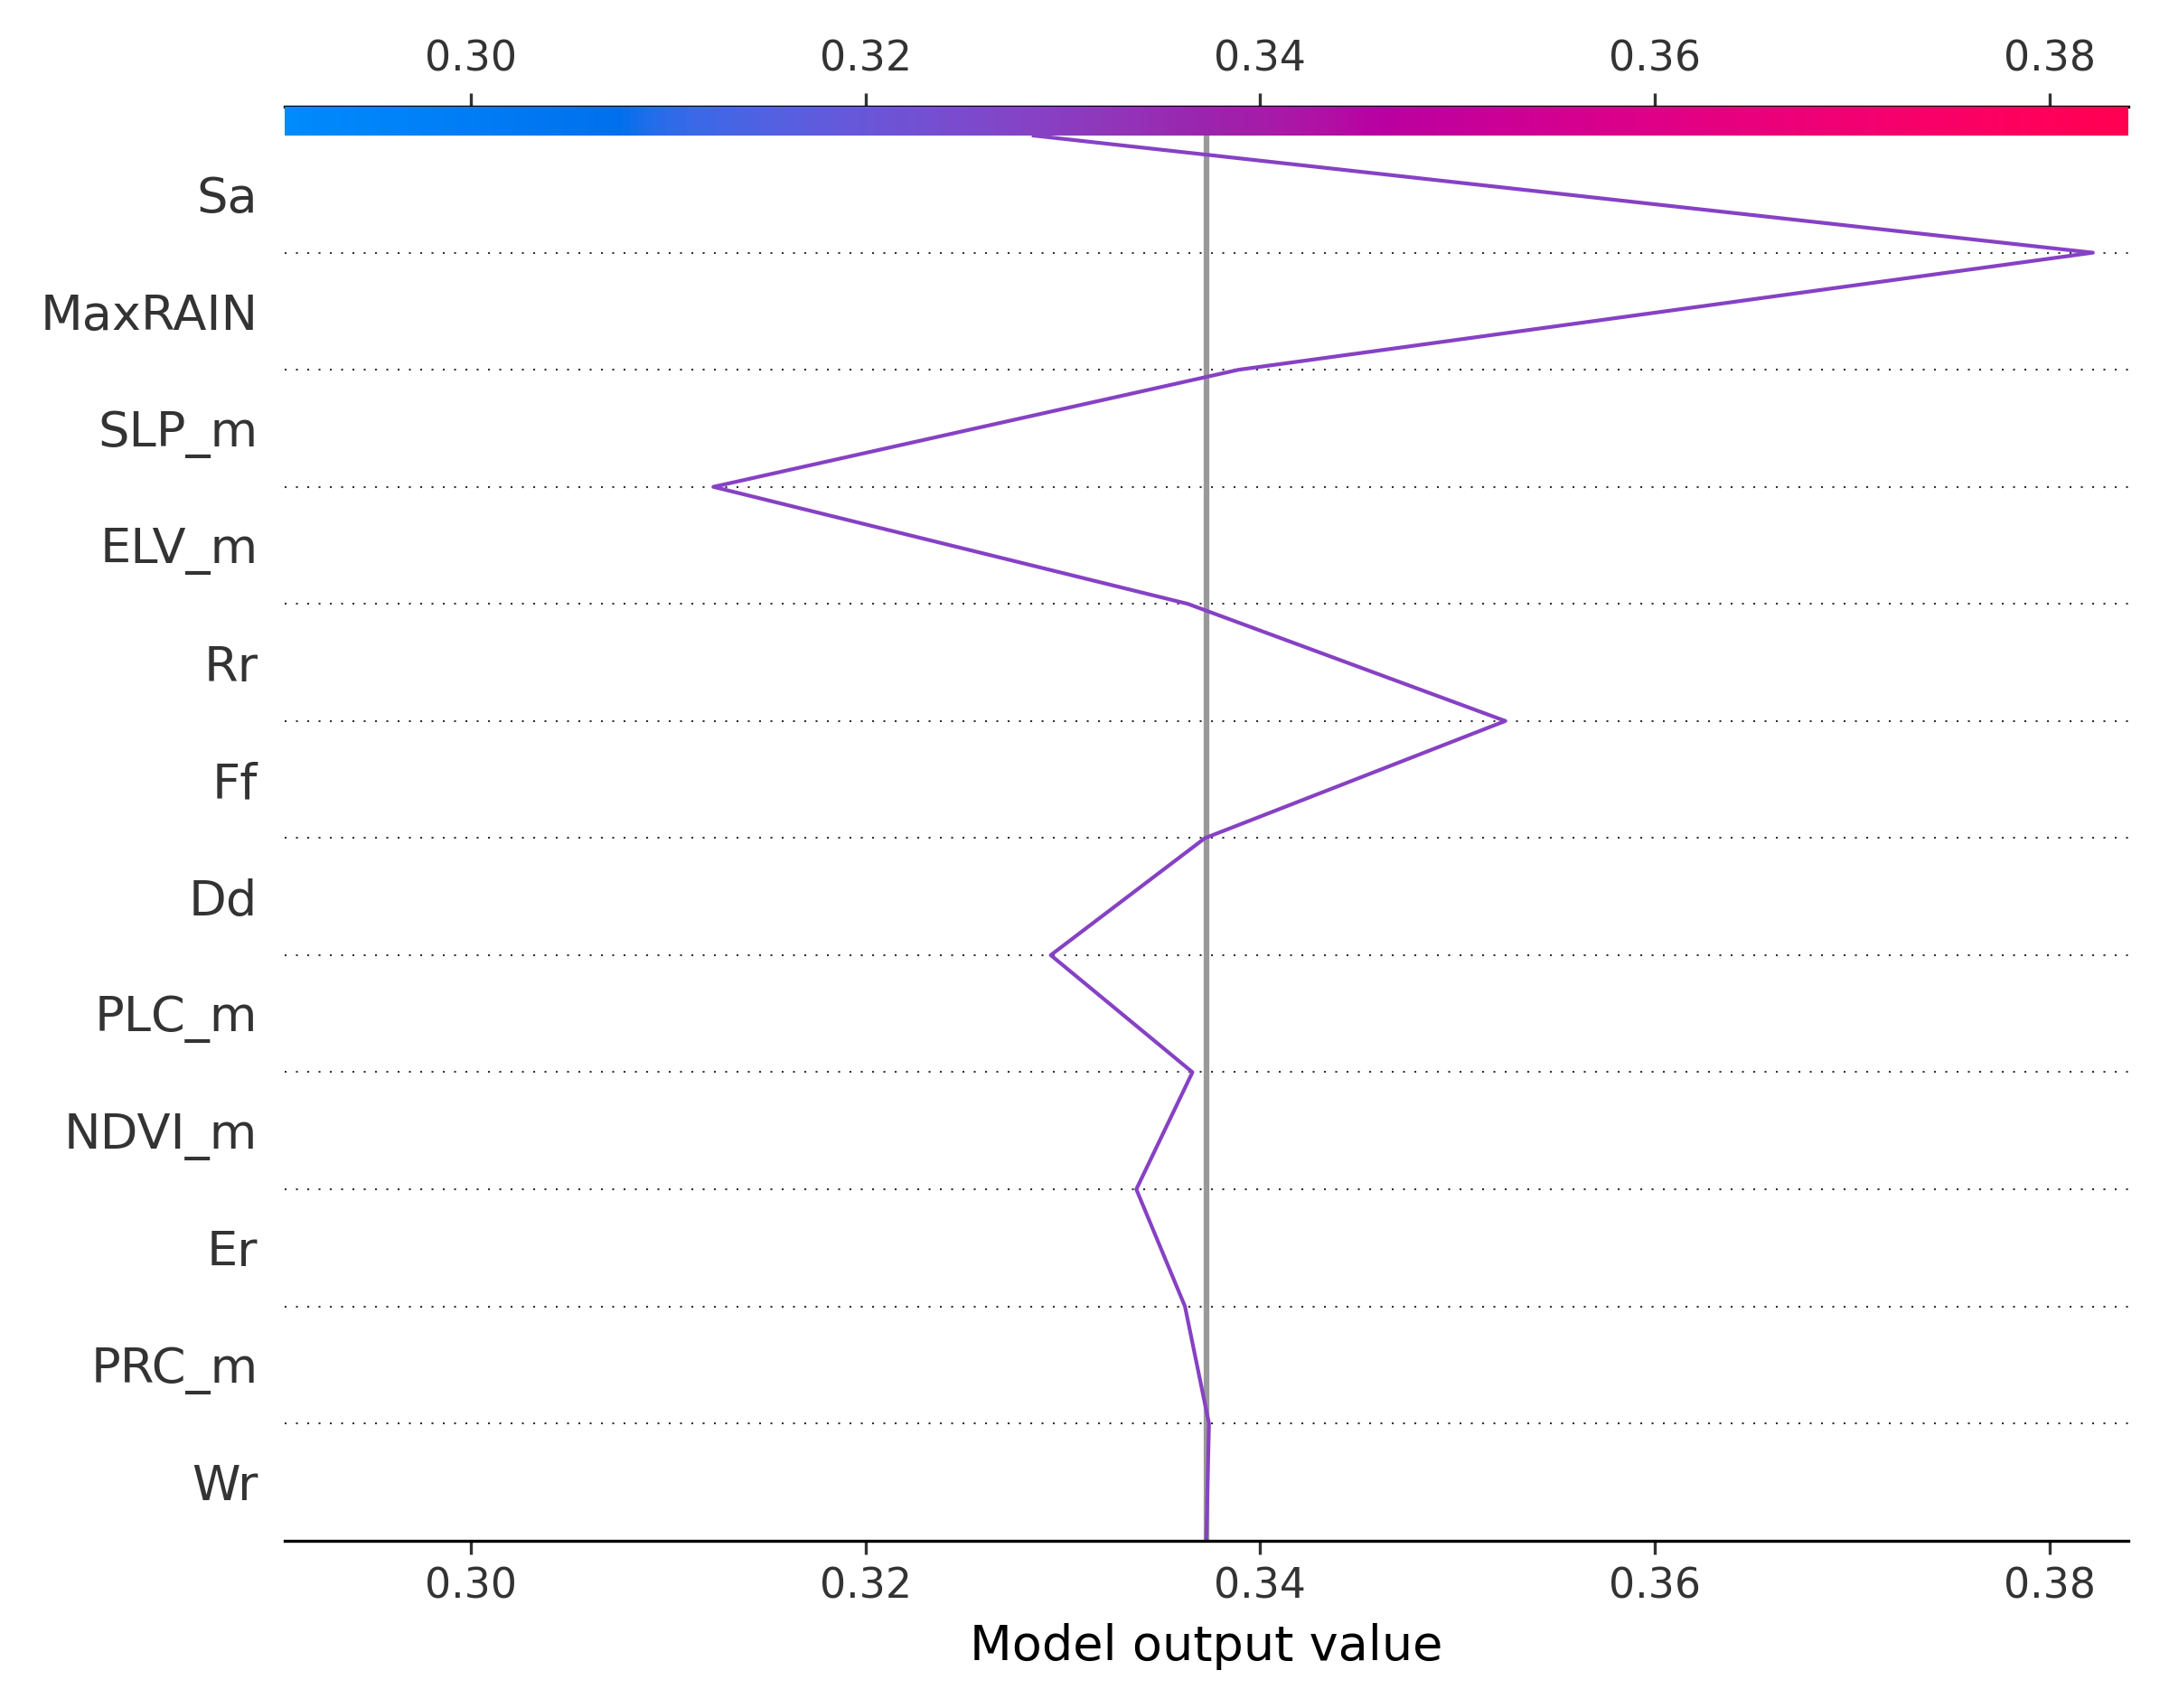 0.30 0.32 0.34 0.36 0.38
Sa
MaxRAIN
SLP_m
ELV_m
Rr
Ff
Dd
PLC_m
NDVI_m
Er
PRC_m
Wr
0.30 0.32 0.34 0.36 0.38
Model output value